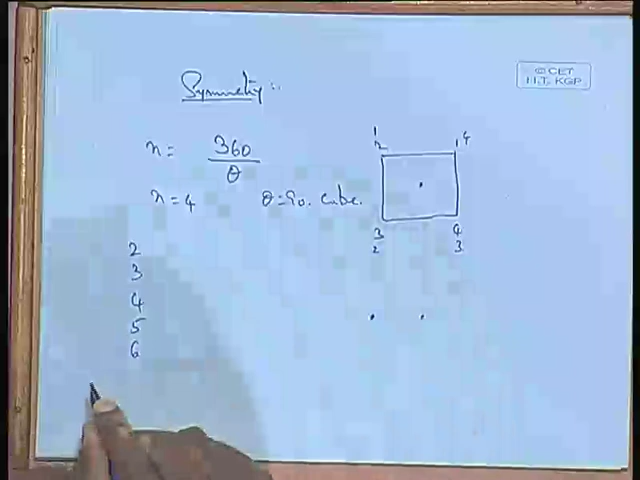 Symmetry :-
© CET
I.I.T. KGP
n = 360 / θ
n = 4 θ = 90. cube.
1
2
1 4
3
2
4
3
2
3
4
5
6